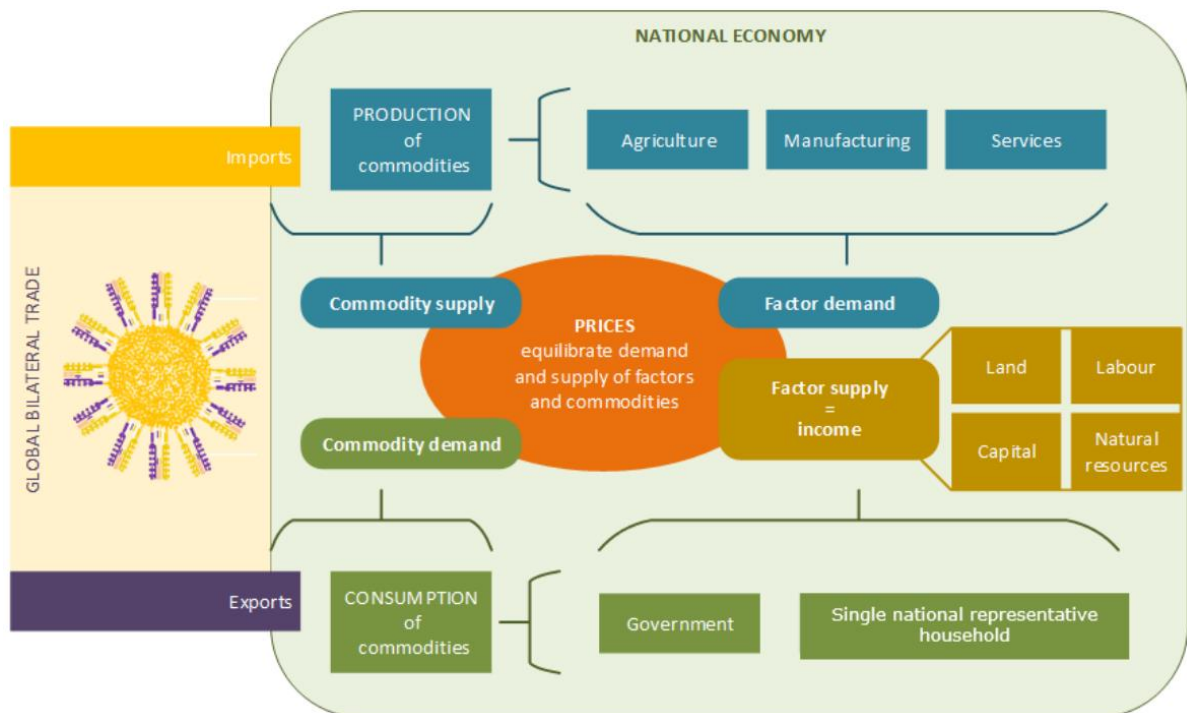 NATIONAL ECONOMY
PRODUCTION
of
commodities
Agriculture
Manufacturing
Services
Imports
GLOBAL BILATERAL TRADE
Commodity supply
Factor demand
PRICES
equilibrate demand
and supply of factors
and commodities
Factor supply
=
income
Land
Labour
Capital
Natural
resources
Commodity demand
Exports
CONSUMPTION
of
commodities
Government
Single national representative
household